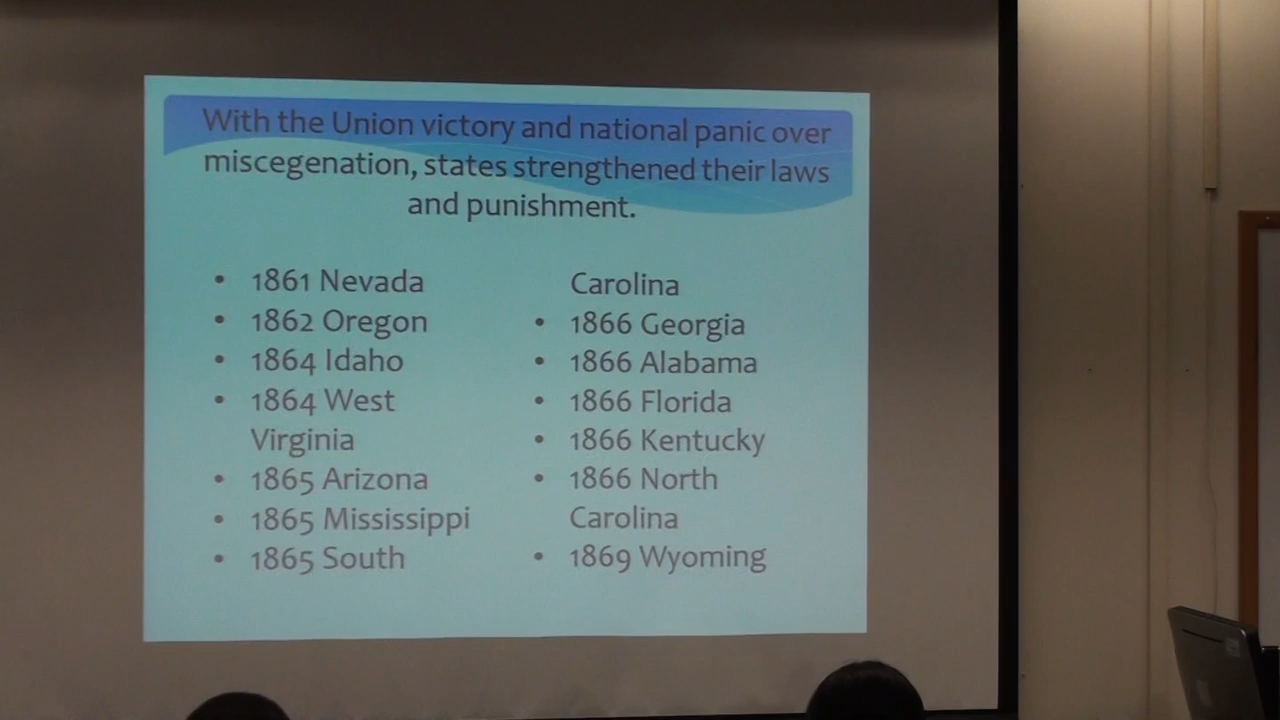 With the Union victory and national panic over
miscegenation, states strengthened their laws
and punishment.
• 1861 Nevada
• 1862 Oregon
• 1864 Idaho
• 1864 West
Virginia
• 1865 Arizona
• 1865 Mississippi
• 1865 South
Carolina
• 1866 Georgia
• 1866 Alabama
• 1866 Florida
• 1866 Kentucky
• 1866 North
Carolina
• 1869 Wyoming